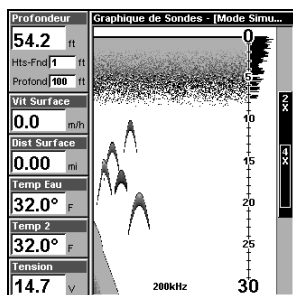 Profondeur
54.2 ft
Hts-Fnd 1 ft
Profond 100 ft
Vit Surface
0.0 m/h
Dist Surface
0.00 mi
Temp Eau
32.0° F
Temp 2
32.0° F
Tension
14.7 V
Graphique de Sondes - [Mode Simu...
0
5
10
15
20
25
30
200kHz
2X
4X